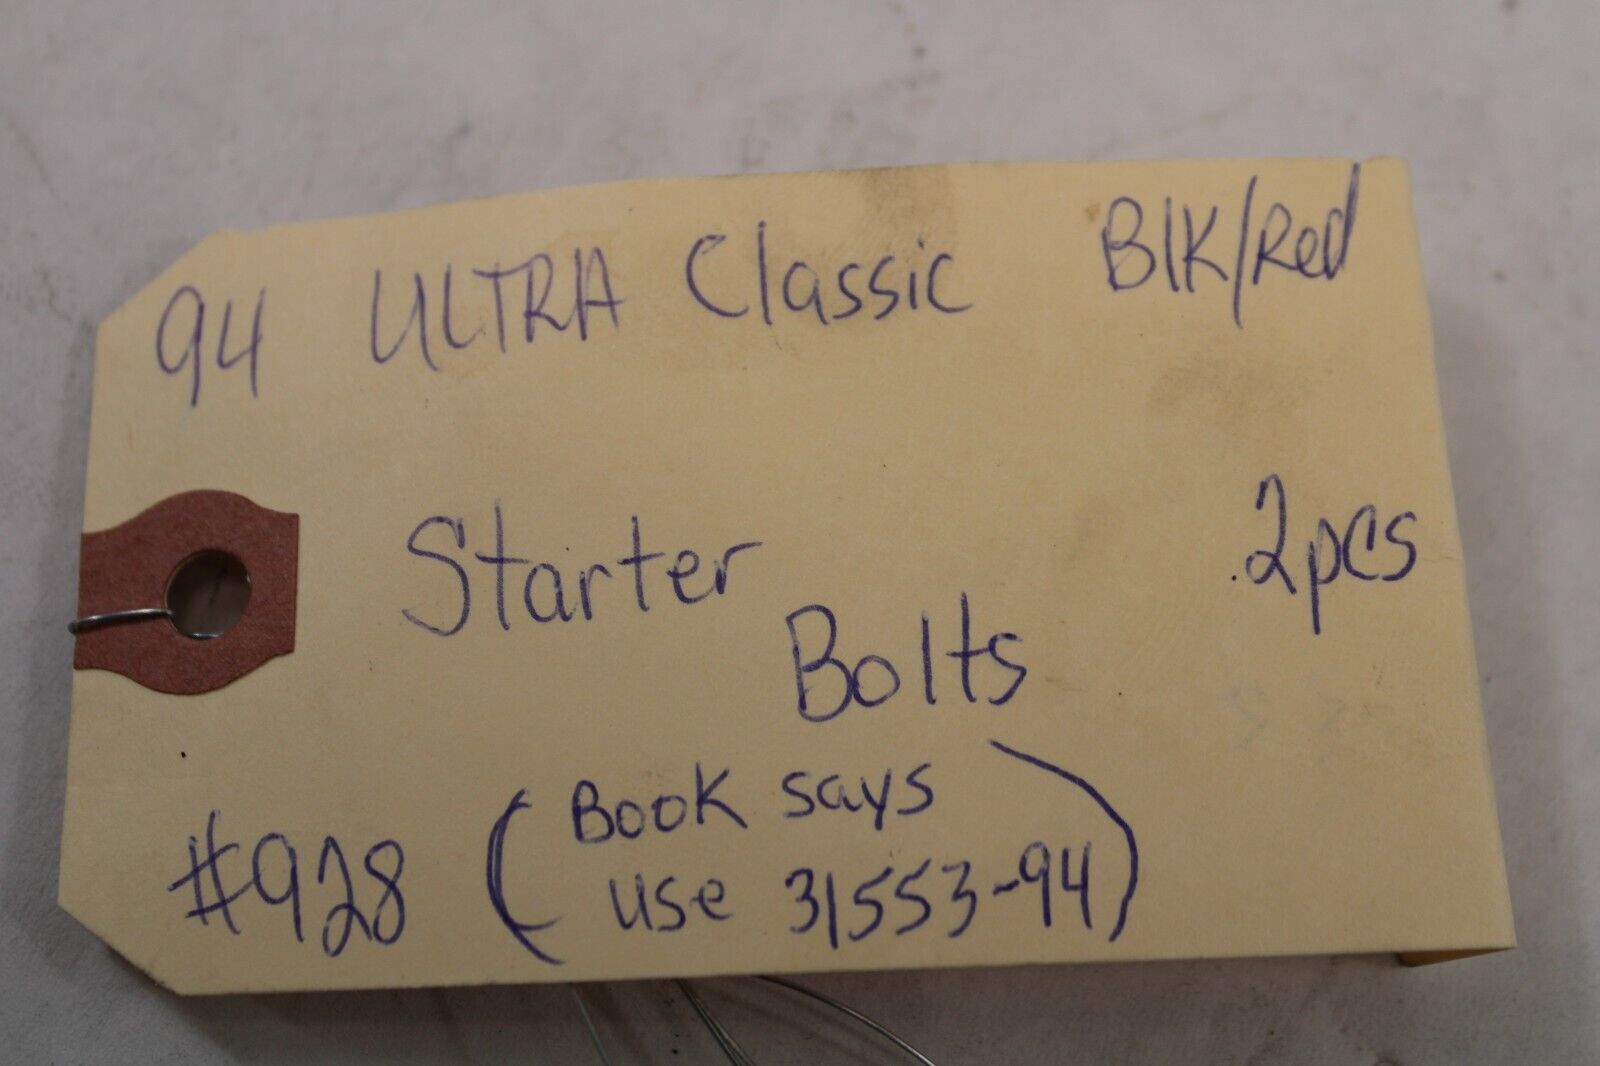 94 ULTRA Classic Blk/Red
Starter 2pcs
Bolts
#928 (Book says
use 31553-94)